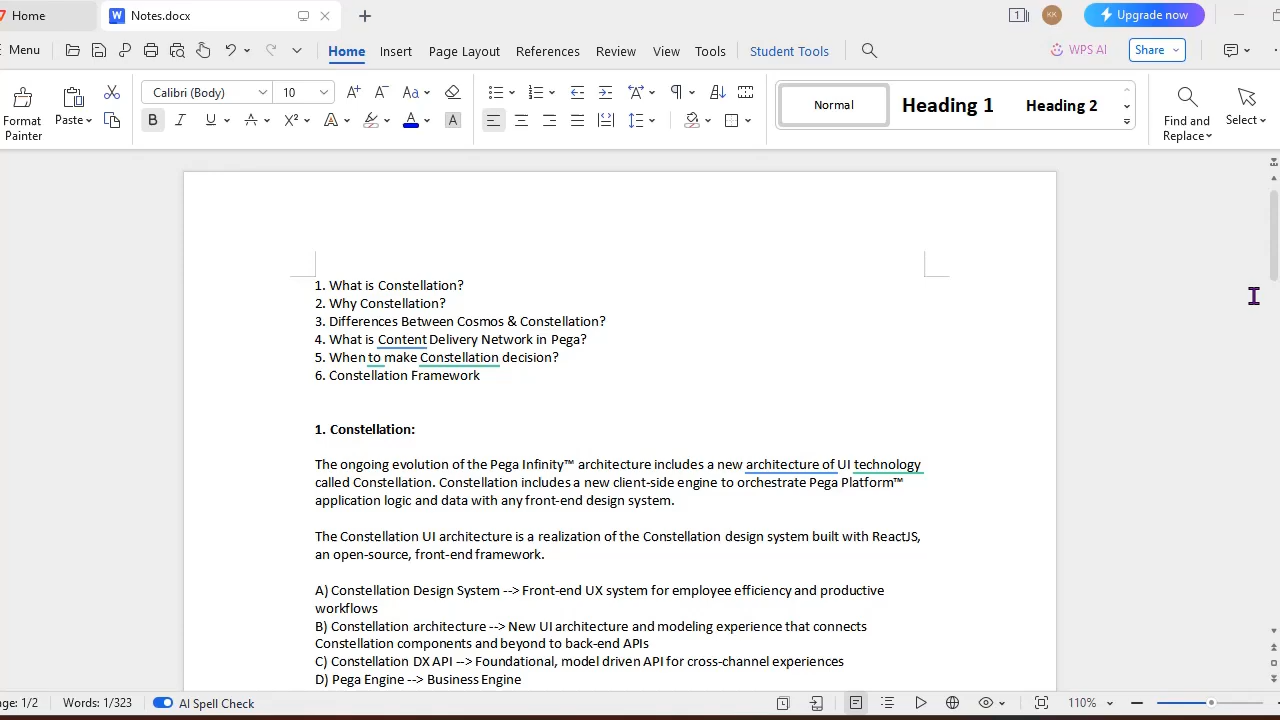 Home
Notes.docx
1
KK
Upgrade now
Menu
Home
Insert
Page Layout
References
Review
View
Tools
Student Tools
WPS AI
Share
Format
Painter
Paste
Calibri (Body)
10
Normal
Heading 1
Heading 2
Find and
Replace
Select
1. What is Constellation?
2. Why Constellation?
3. Differences Between Cosmos & Constellation?
4. What is Content Delivery Network in Pega?
5. When to make Constellation decision?
6. Constellation Framework
1. Constellation:
The ongoing evolution of the Pega Infinity™ architecture includes a new architecture of UI technology
called Constellation. Constellation includes a new client-side engine to orchestrate Pega Platform™
application logic and data with any front-end design system.
The Constellation UI architecture is a realization of the Constellation design system built with ReactJS,
an open-source, front-end framework.
A) Constellation Design System --> Front-end UX system for employee efficiency and productive
workflows
B) Constellation architecture --> New UI architecture and modeling experience that connects
Constellation components and beyond to back-end APIs
C) Constellation DX API --> Foundational, model driven API for cross-channel experiences
D) Pega Engine --> Business Engine
age: 1/2
Words: 1/323
AI Spell Check
110%